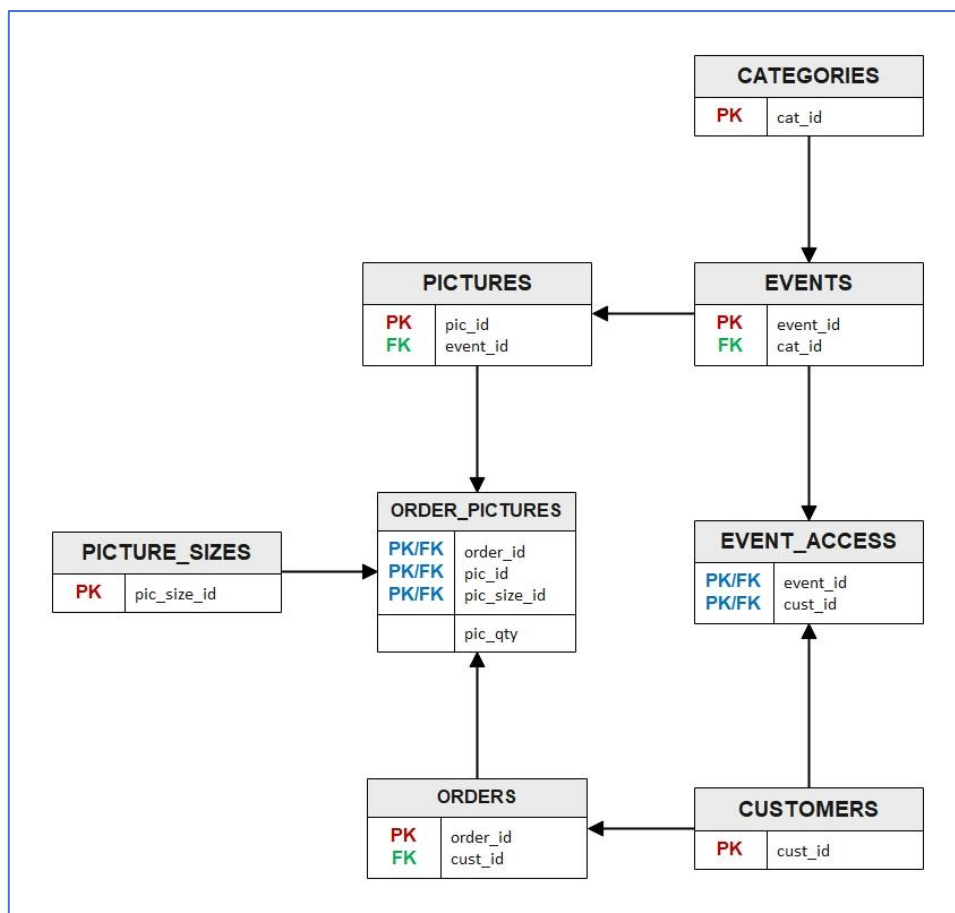 CATEGORIES
PK cat_id
PICTURES
PK pic_id
FK event_id
EVENTS
PK event_id
FK cat_id
ORDER_PICTURES
PK/FK order_id
PK/FK pic_id
PK/FK pic_size_id
pic_qty
PICTURE_SIZES
PK pic_size_id
EVENT_ACCESS
PK/FK event_id
PK/FK cust_id
ORDERS
PK order_id
FK cust_id
CUSTOMERS
PK cust_id